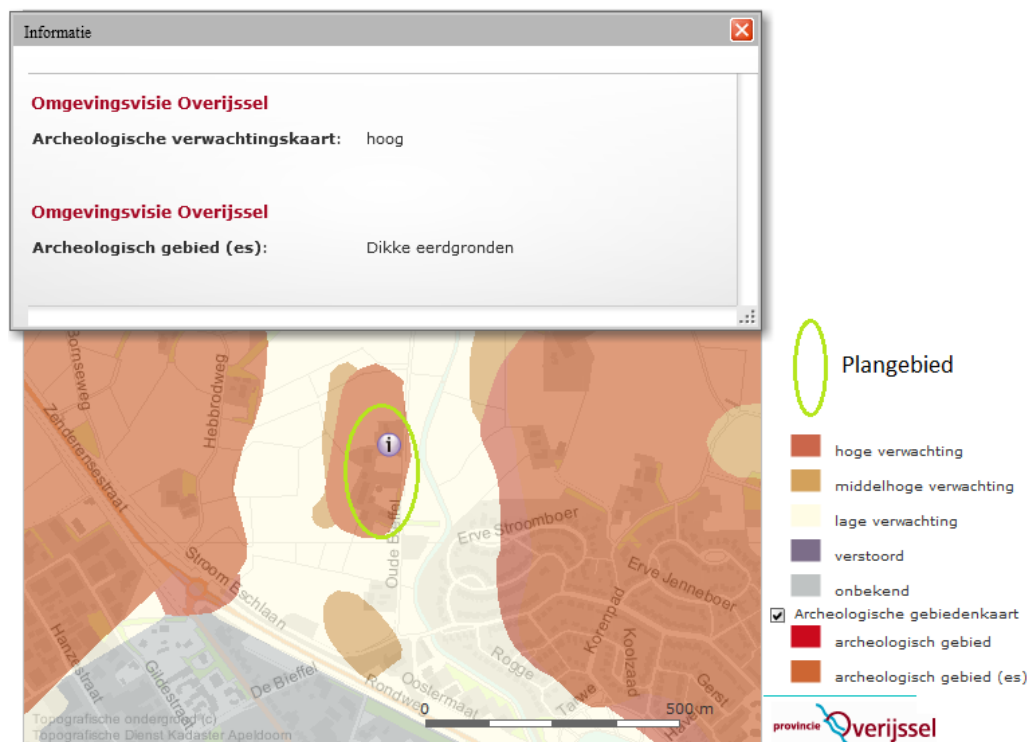 Informatie
Omgevingsvisie Overijssel
Archeologische verwachtingskaart: hoog
Omgevingsvisie Overijssel
Archeologisch gebied (es): Dikke eerdgronden
Plangebied
hoge verwachting
middelhoge verwachting
lage verwachting
verstoord
onbekend
Archeologische gebiedenkaart
archeologisch gebied
archeologisch gebied (es)
provincie Overijssel
Bornseweg
Hebbrodweg
Zenderensestraat
i
Oude Bieffel
Erve Stroomboer
Erve Jenneboer
Stroom Eschlaan
Korenpad
Koolzaad
Hanzestraat
Gildestraat
De Bieffel
Rondweg
Oostermaat
Rogge
Tarwe
Gerst
Haver
0 500 m
Topografische ondergrond (c)
Topografische Dienst Kadaster Apeldoorn